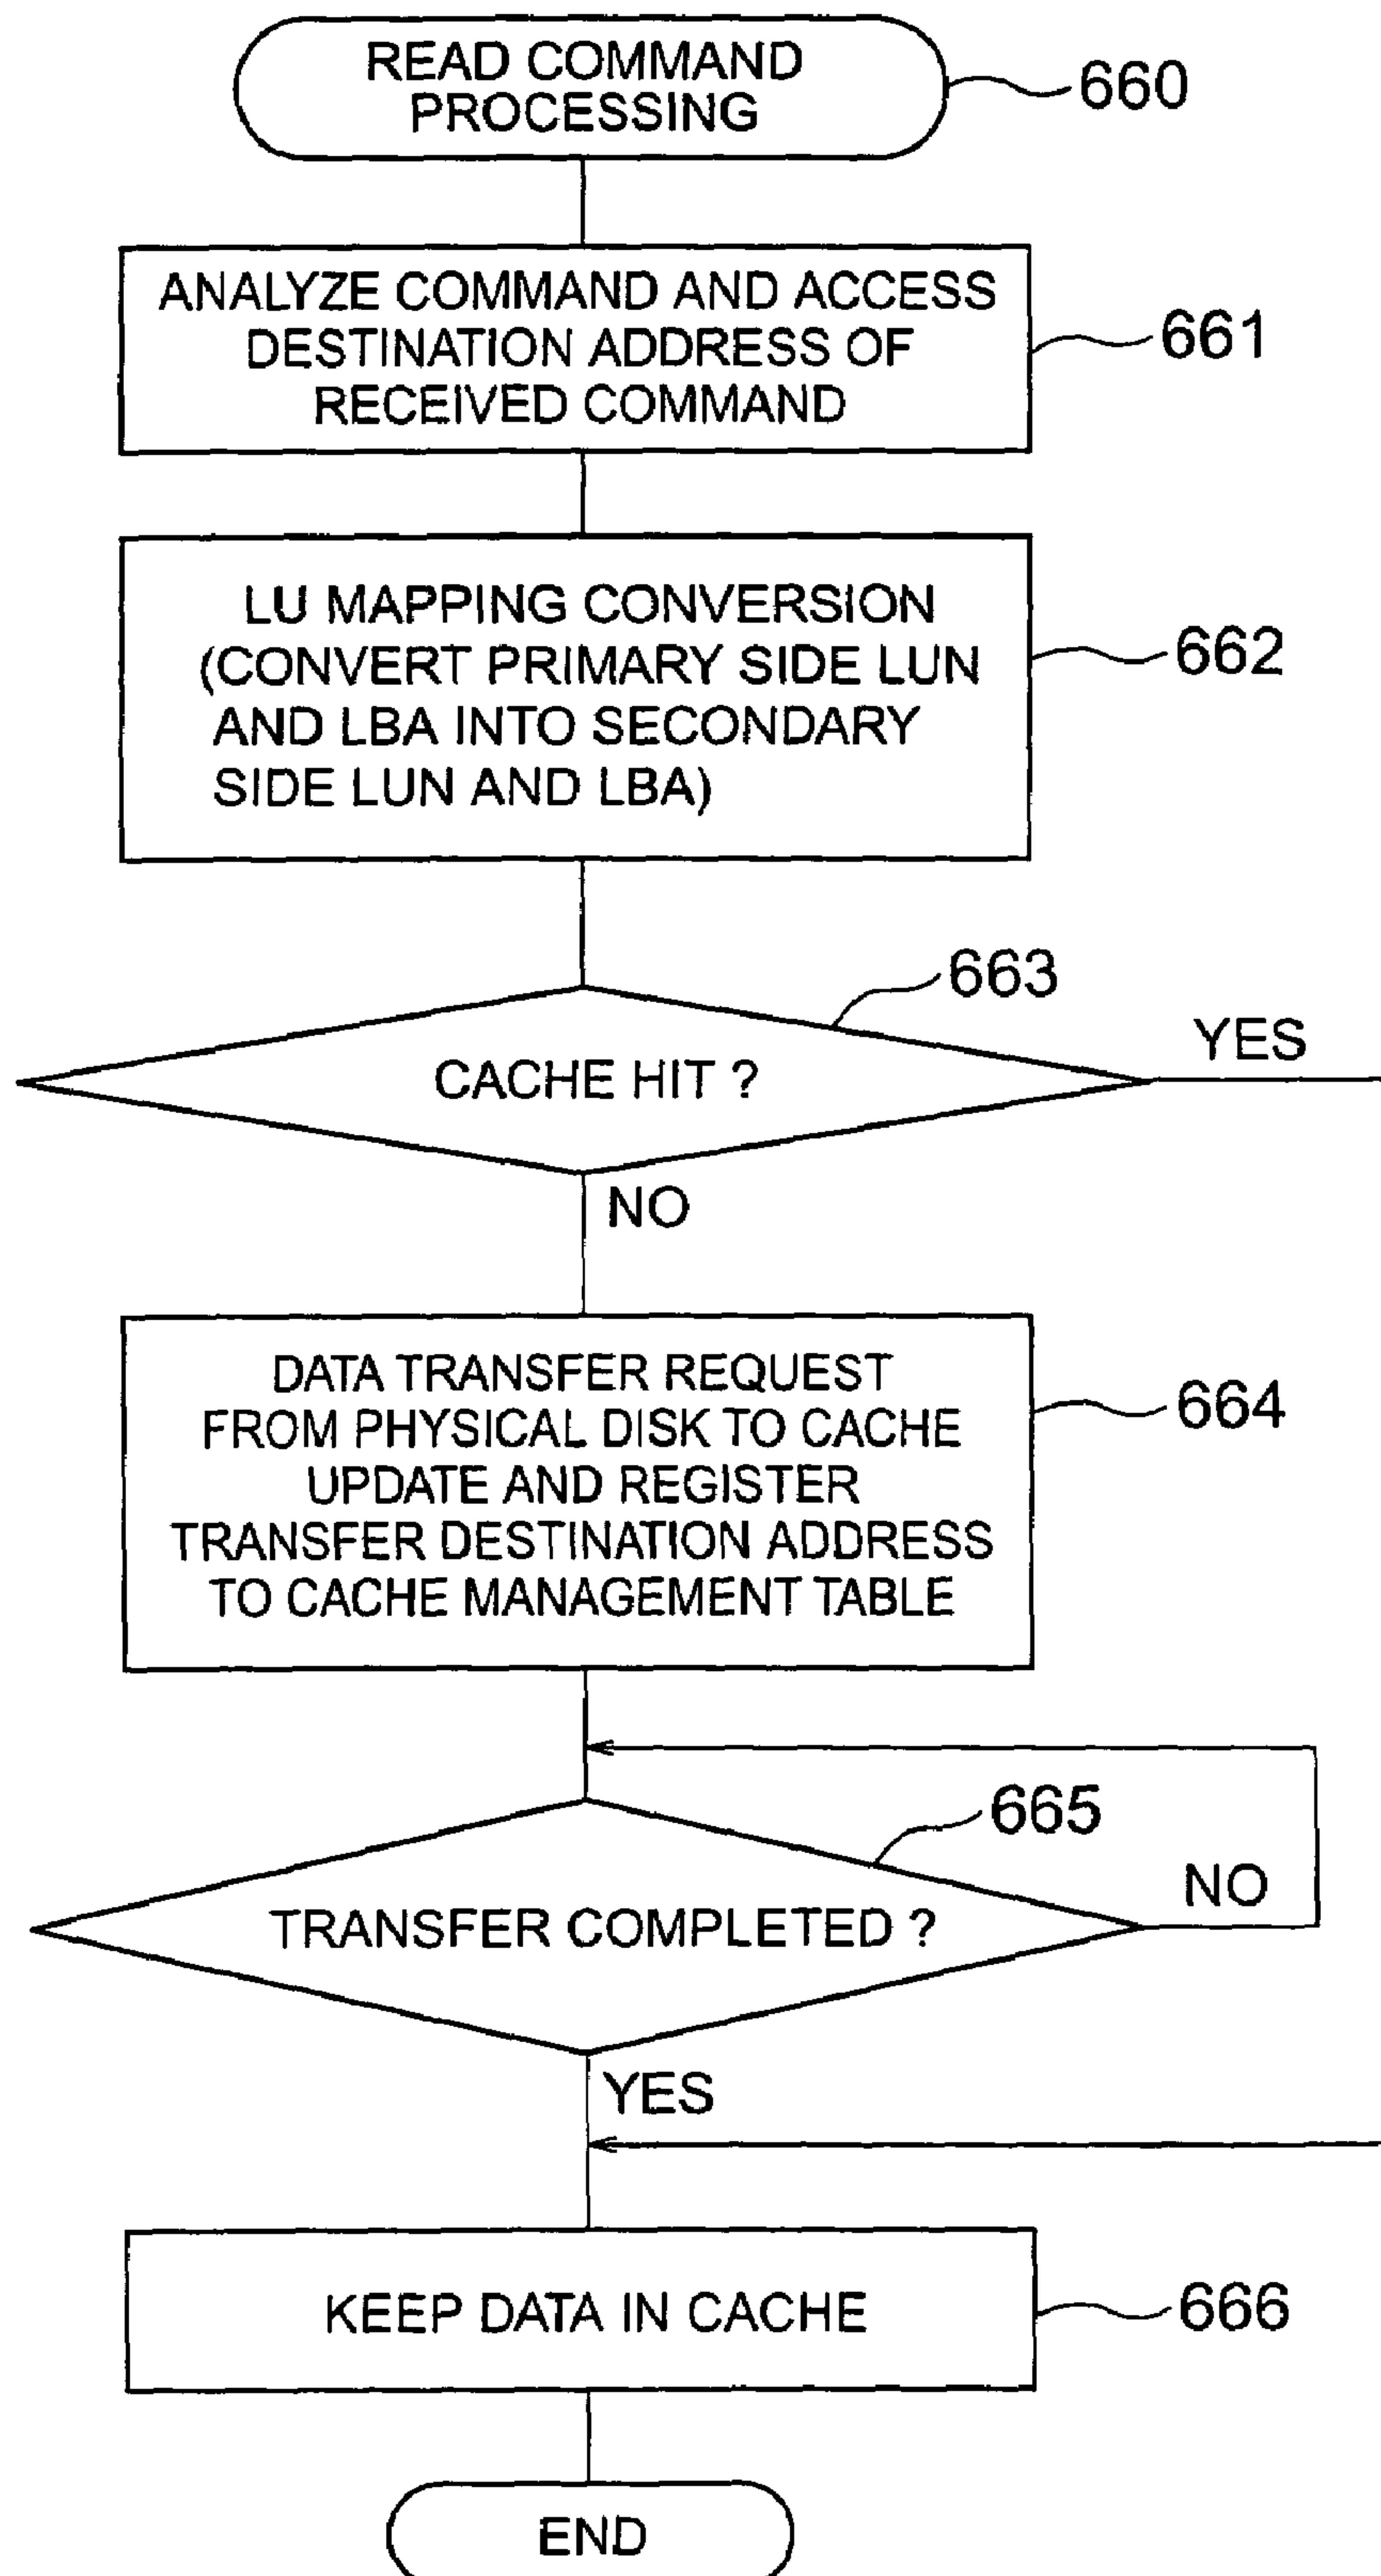 READ COMMAND
PROCESSING
660
ANALYZE COMMAND AND ACCESS
DESTINATION ADDRESS OF
RECEIVED COMMAND
661
LU MAPPING CONVERSION
(CONVERT PRIMARY SIDE LUN
AND LBA INTO SECONDARY
SIDE LUN AND LBA)
662
663
CACHE HIT ?
YES
NO
DATA TRANSFER REQUEST
FROM PHYSICAL DISK TO CACHE
UPDATE AND REGISTER
TRANSFER DESTINATION ADDRESS
TO CACHE MANAGEMENT TABLE
664
665
TRANSFER COMPLETED ?
NO
YES
KEEP DATA IN CACHE
666
END